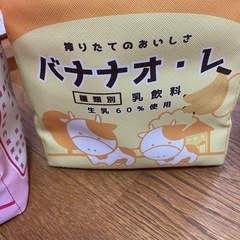 搾りたてのおいしさ
バナナオ・レ
種類別 乳飲料
生乳60%使用